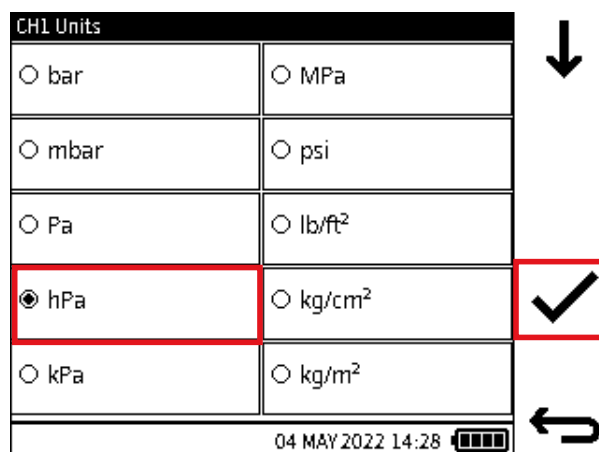 CH1 Units
bar
MPa
mbar
psi
Pa
lb/ft²
hPa
kg/cm²
kPa
kg/m²
04 MAY 2022 14:28